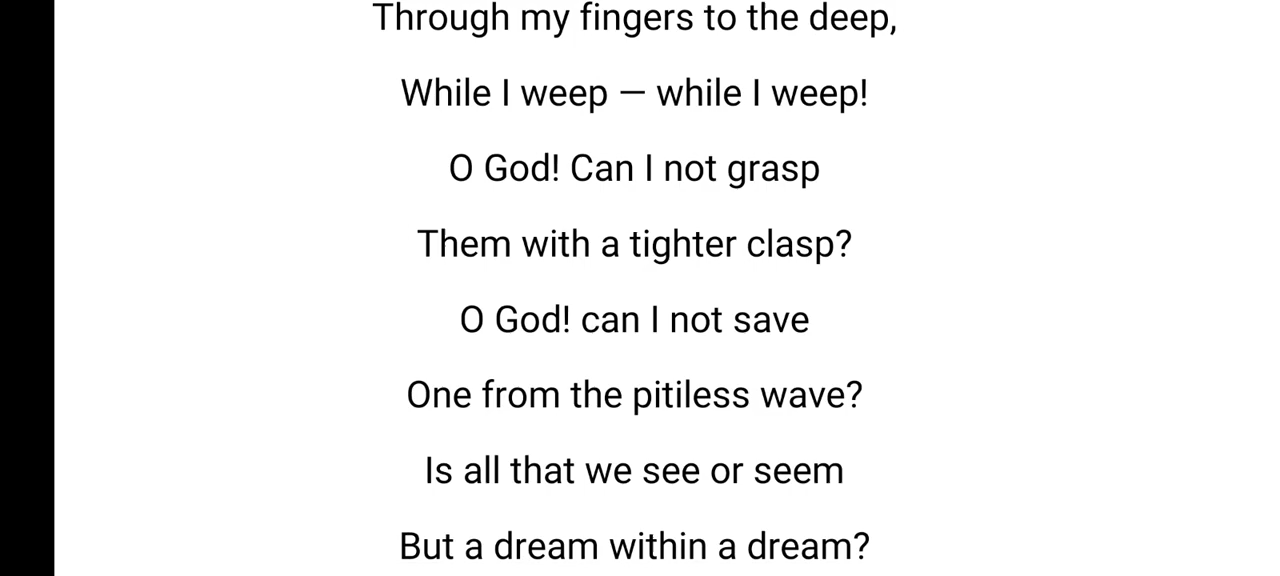 Through my fingers to the deep,
While I weep — while I weep!
O God! Can I not grasp
Them with a tighter clasp?
O God! can I not save
One from the pitiless wave?
Is all that we see or seem
But a dream within a dream?